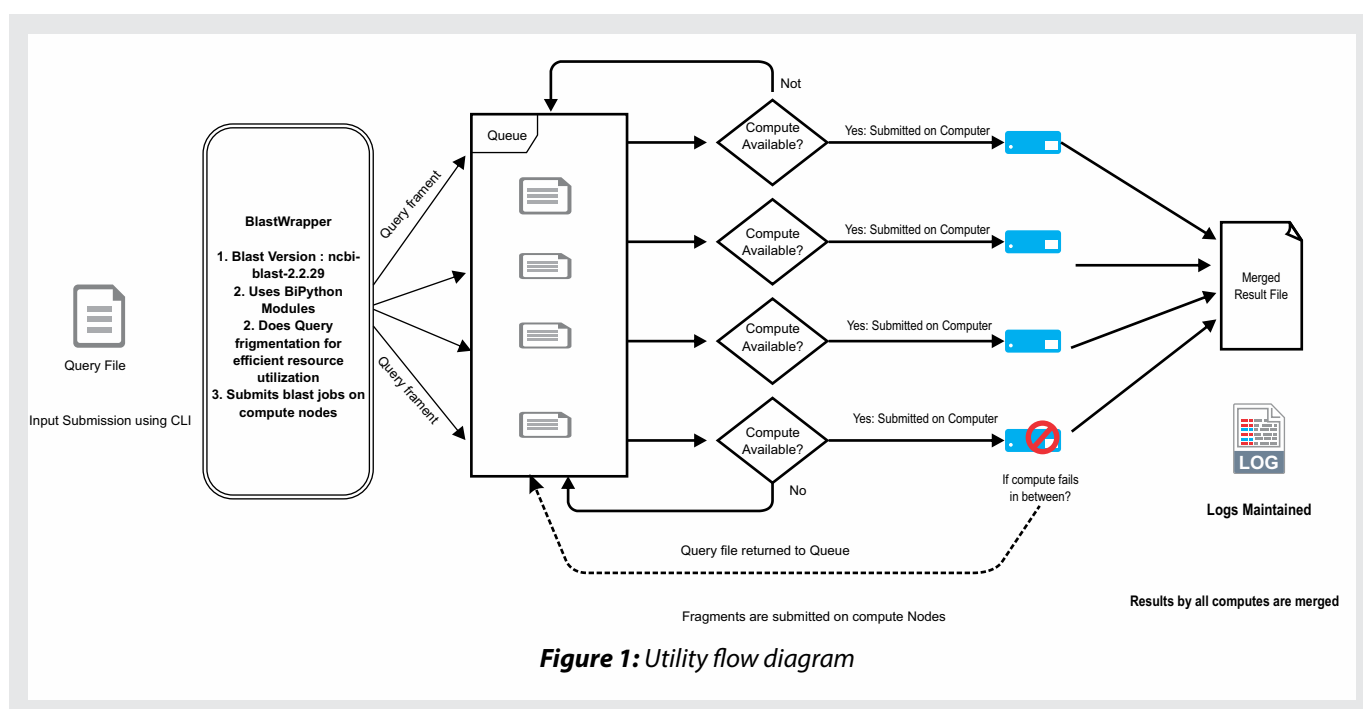 Query File
Input Submission using CLI
BlastWrapper
1. Blast Version : ncbi-
blast-2.2.29
2. Uses BiPython
Modules
2. Does Query
frigmentation for
efficient resource
utilization
3. Submits blast jobs on
compute nodes
Query frament
Query frament
Queue
Not
Compute
Available?
Yes: Submitted on Computer
Compute
Available?
Yes: Submitted on Computer
Compute
Available?
Yes: Submitted on Computer
Compute
Available?
Yes: Submitted on Computer
No
If compute fails
in between?
Query file returned to Queue
Fragments are submitted on compute Nodes
Merged
Result File
LOG
Logs Maintained
Results by all computes are merged
Figure 1: Utility flow diagram